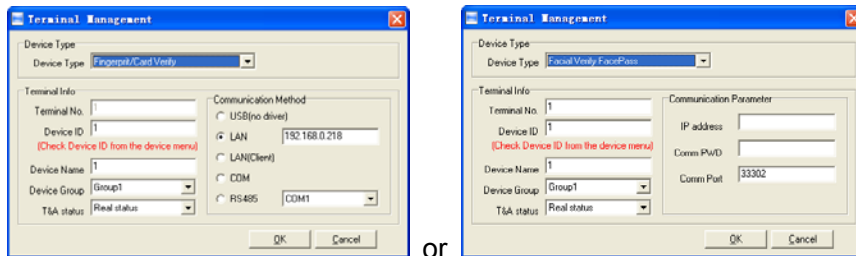 Terminal Management
Device Type
Device Type Fingerprit/Card Verify
Terminal Info
Terminal No. 1
Device ID 1
(Check Device ID from the device menu)
Device Name 1
Device Group Group1
T&A status Real status
Communication Method
USB(no driver)
LAN 192.168.0.218
LAN(Client)
COM
RS485 COM1
OK Cancel
or
Terminal Management
Device Type
Device Type Facial Verify FacePass
Terminal Info
Terminal No. 1
Device ID 1
(Check Device ID from the device menu)
Device Name 1
Device Group Group1
T&A status Real status
Communication Parameter
IP address
Comm PWD
Comm Port 33302
OK Cancel